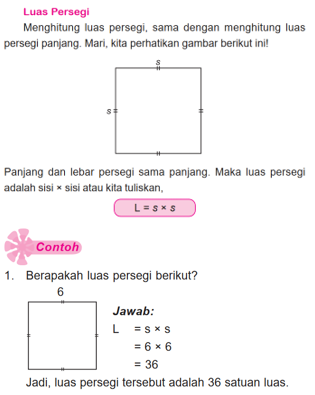 Luas Persegi
Menghitung luas persegi, sama dengan menghitung luas
persegi panjang. Mari, kita perhatikan gambar berikut ini!
s
s
Panjang dan lebar persegi sama panjang. Maka luas persegi
adalah sisi × sisi atau kita tuliskan,
L = s × s
Contoh
1. Berapakah luas persegi berikut?
6
Jawab:
L = s × s
= 6 × 6
= 36
Jadi, luas persegi tersebut adalah 36 satuan luas.